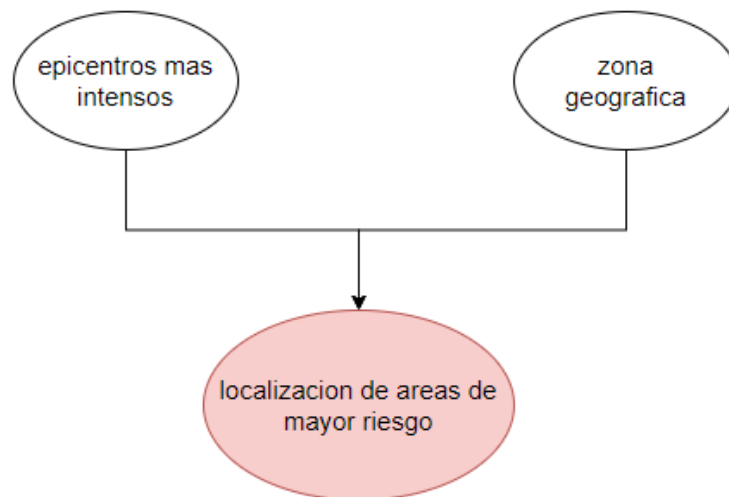 epicentros mas
intensos
zona
geografica
localizacion de areas de
mayor riesgo